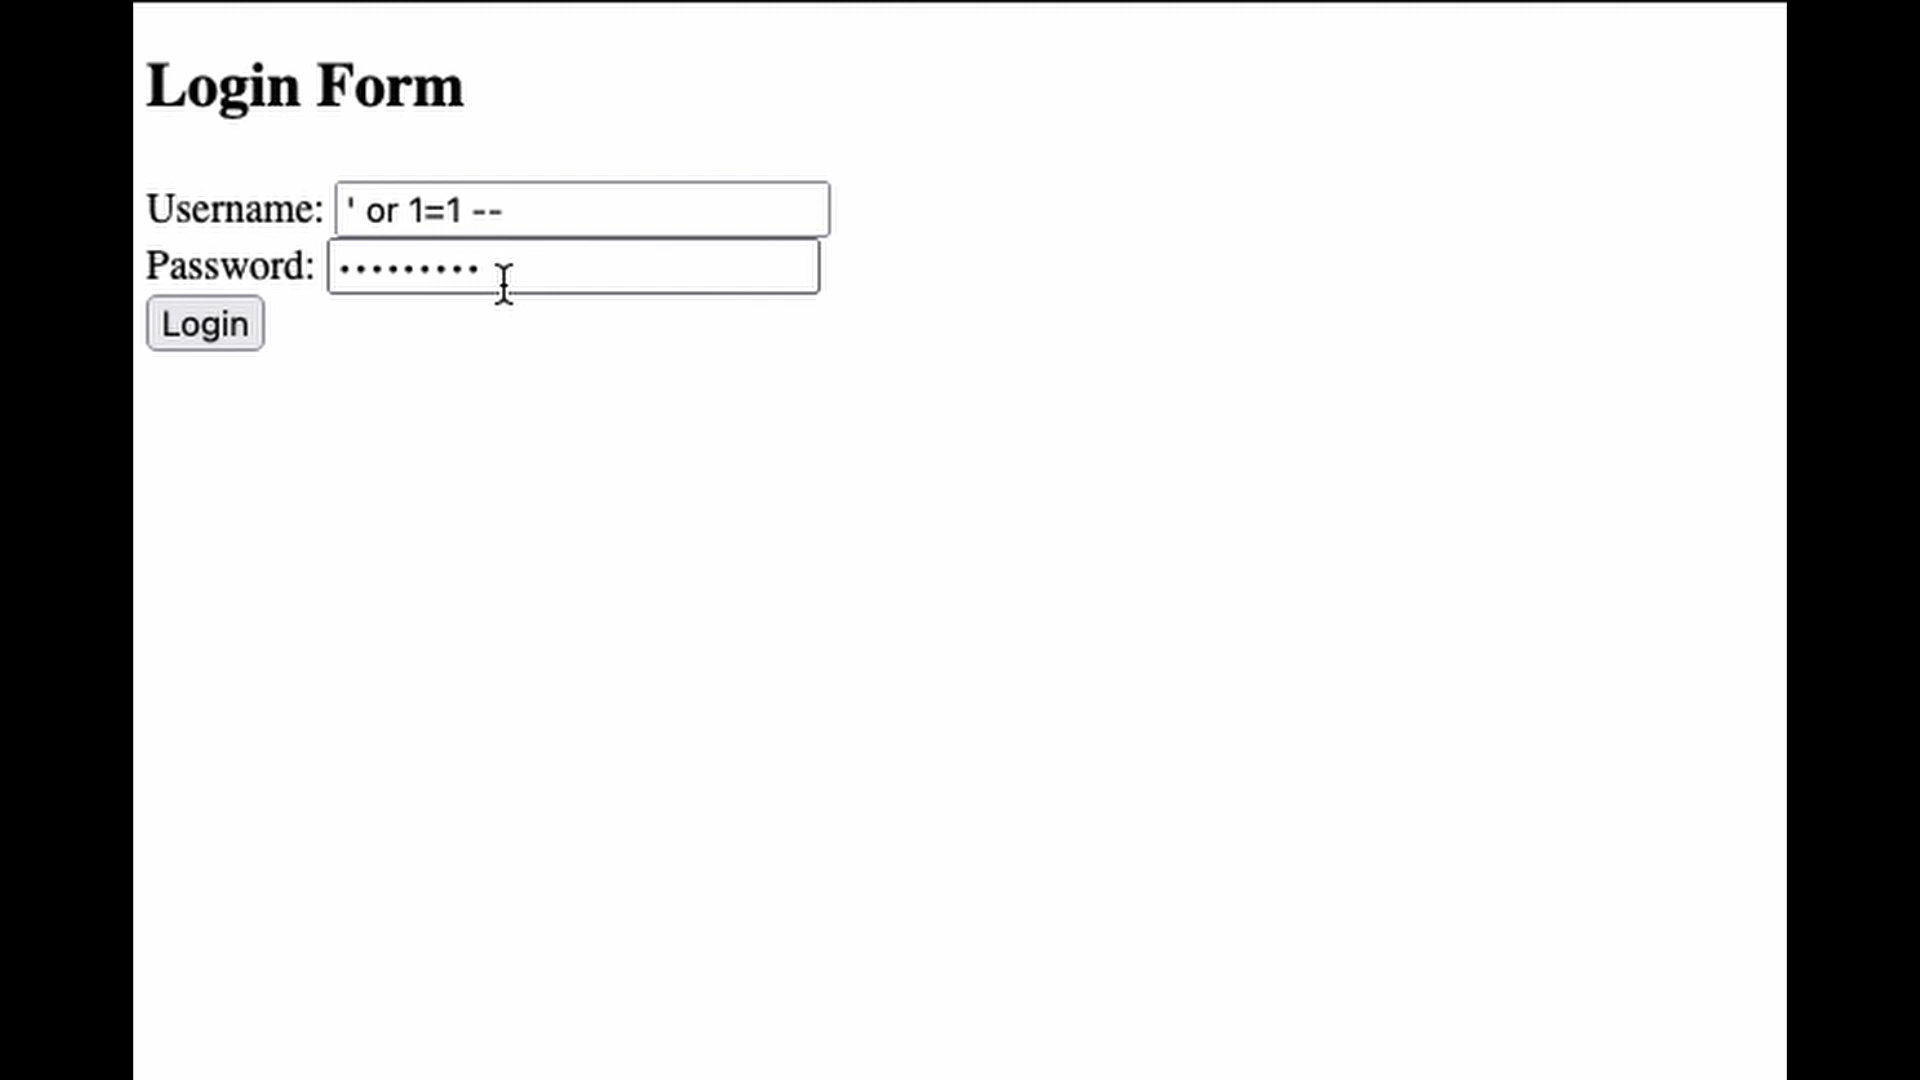 Login Form
Username: ' or 1=1 --
Password: •••••••••
Login